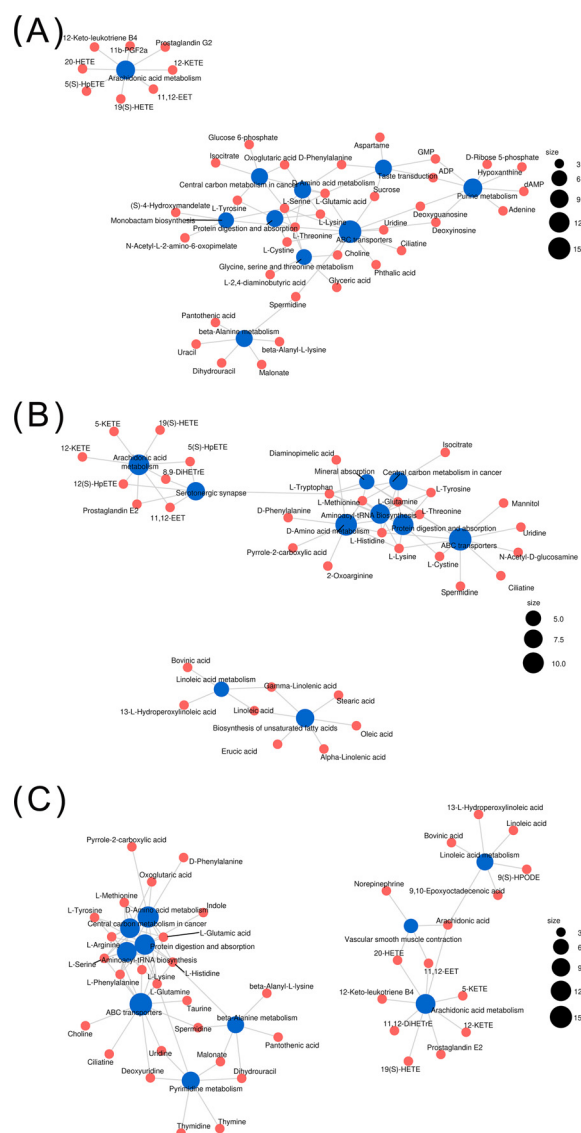 (A)
12-Keto-leukotriene B4
Prostaglandin G2
11b-PGF2a
20-HETE
12-KETE
Arachidonic acid metabolism
5(S)-HpETE
11,12-EET
19(S)-HETE
Glucose 6-phosphate
Aspartame
Isocitrate
Oxoglutaric acid
D-Phenylalanine
GMP
D-Ribose 5-phosphate
Hypoxanthine
Taste transduction
ADP
Central carbon metabolism in cancer
D-Amino acid metabolism
Sucrose
Purine metabolism
dAMP
L-Serine
L-Glutamic acid
(S)-4-Hydroxymandelate
L-Tyrosine
Deoxyguanosine
Adenine
Monobactam biosynthesis
Protein digestion and absorption
L-Lysine
Uridine
Deoxyinosine
L-Threonine
ABC transporters
N-Acetyl-L-2-amino-6-oxopimelate
L-Cystine
Choline
Ciliatine
Glycine, serine and threonine metabolism
Phthalic acid
L-2,4-diaminobutyric acid
Glyceric acid
Spermidine
Pantothenic acid
beta-Alanine metabolism
Uracil
beta-Alanyl-L-lysine
Dihydrouracil
Malonate
size
3
6
9
12
15
(B)
5-KETE
19(S)-HETE
12-KETE
5(S)-HpETE
Arachidonic acid
metabolism
8,9-DiHETrE
12(S)-HpETE
Serotonergic synapse
Prostaglandin E2
11,12-EET
Diaminopimelic acid
Isocitrate
Mineral absorption
Central carbon metabolism in cancer
L-Tryptophan
L-Tyrosine
L-Methionine
L-Glutamine
Mannitol
D-Phenylalanine
Aminoacyl-tRNA Biosynthesis
L-Threonine
D-Amino acid metabolism
Protein digestion and absorption
Uridine
L-Histidine
ABC transporters
Pyrrole-2-carboxylic acid
L-Lysine
L-Cystine
N-Acetyl-D-glucosamine
2-Oxoarginine
Spermidine
Ciliatine
size
5.0
7.5
10.0
Bovinic acid
Linoleic acid metabolism
Gamma-Linolenic acid
Stearic acid
13-L-Hydroperoxylinoleic acid
Linoleic acid
Biosynthesis of unsaturated fatty acids
Oleic acid
Erucic acid
Alpha-Linolenic acid
(C)
Pyrrole-2-carboxylic acid
Oxoglutaric acid
D-Phenylalanine
L-Methionine
L-Tyrosine
D-Amino acid metabolism
Indole
Central carbon metabolism in cancer
L-Glutamic acid
L-Arginine
Protein digestion and absorption
L-Serine
Aminoacyl-tRNA biosynthesis
L-Histidine
L-Phenylalanine
L-Lysine
L-Glutamine
beta-Alanyl-L-lysine
ABC transporters
Taurine
beta-Alanine metabolism
Choline
Spermidine
Pantothenic acid
Ciliatine
Uridine
Malonate
Deoxyuridine
Dihydrouracil
Pyrimidine metabolism
Thymidine
Thymine
13-L-Hydroperoxylinoleic acid
Linoleic acid
Bovinic acid
Linoleic acid metabolism
9(S)-HPODE
Norepinephrine
9,10-Epoxyoctadecenoic acid
Arachidonic acid
Vascular smooth muscle contraction
20-HETE
11,12-EET
12-Keto-leukotriene B4
5-KETE
Arachidonic acid metabolism
11,12-DiHETrE
12-KETE
Prostaglandin E2
19(S)-HETE
size
3
6
9
12
15